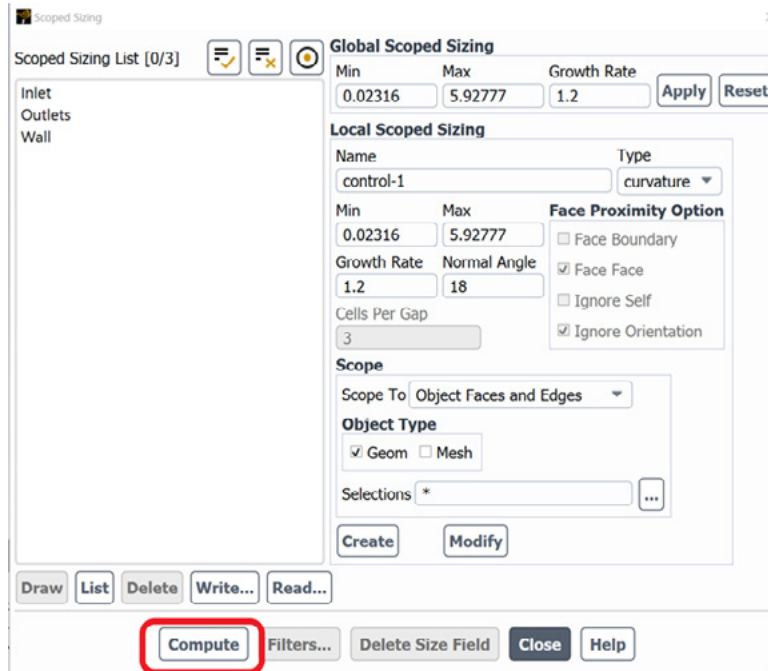 Scoped Sizing
Scoped Sizing List [0/3]
Inlet
Outlets
Wall
Draw List Delete Write... Read...
Global Scoped Sizing
Min Max Growth Rate
0.02316 5.92777 1.2 Apply Reset
Local Scoped Sizing
Name Type
control-1 curvature
Min Max Face Proximity Option
0.02316 5.92777 Face Boundary
Growth Rate Normal Angle Face Face
1.2 18 Ignore Self
Cells Per Gap Ignore Orientation
3
Scope
Scope To Object Faces and Edges
Object Type
Geom Mesh
Selections * ...
Create Modify
Compute Filters... Delete Size Field Close Help